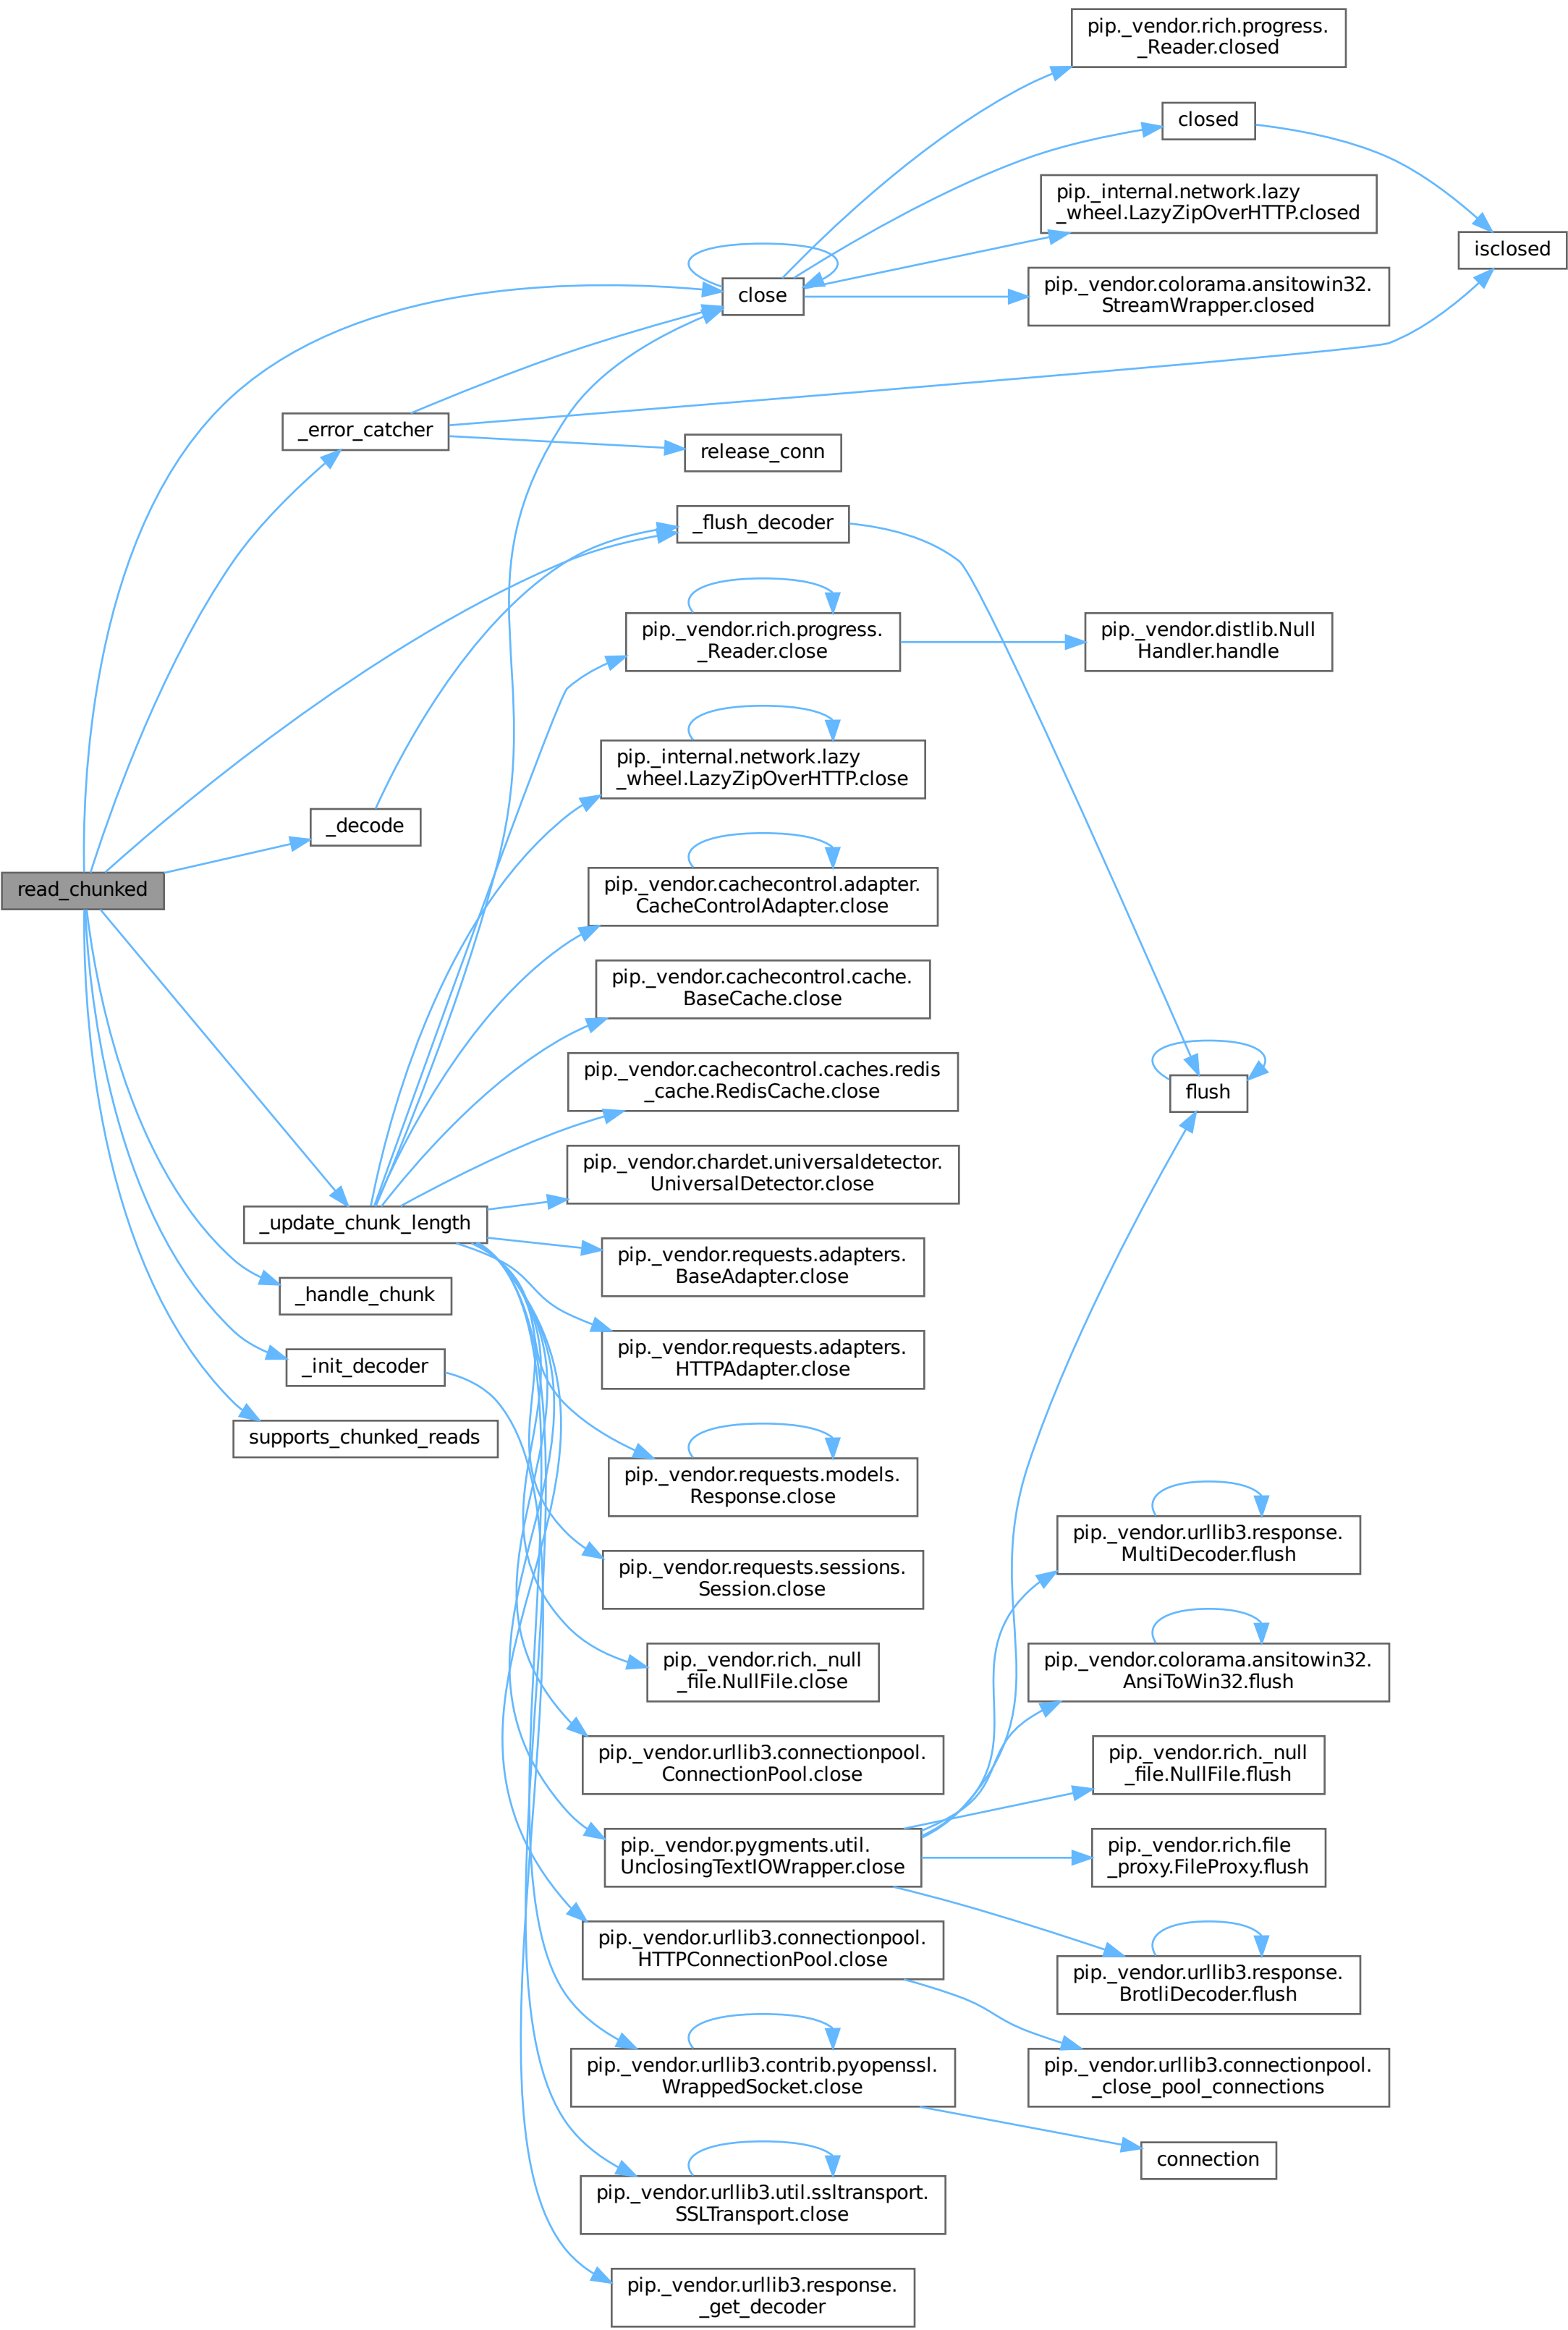 pip._vendor.rich.progress.
_Reader.closed
closed
pip._internal.network.lazy
_wheel.LazyZipOverHTTP.closed
isclosed
close
pip._vendor.colorama.ansitowin32.
StreamWrapper.closed
_error_catcher
release_conn
_flush_decoder
pip._vendor.rich.progress.
_Reader.close
pip._vendor.distlib.Null
Handler.handle
pip._internal.network.lazy
_wheel.LazyZipOverHTTP.close
_decode
read_chunked
pip._vendor.cachecontrol.adapter.
CacheControlAdapter.close
pip._vendor.cachecontrol.cache.
BaseCache.close
pip._vendor.cachecontrol.caches.redis
_cache.RedisCache.close
flush
pip._vendor.chardet.universaldetector.
UniversalDetector.close
_update_chunk_length
pip._vendor.requests.adapters.
BaseAdapter.close
_handle_chunk
pip._vendor.requests.adapters.
HTTPAdapter.close
_init_decoder
supports_chunked_reads
pip._vendor.requests.models.
Response.close
pip._vendor.urllib3.response.
MultiDecoder.flush
pip._vendor.requests.sessions.
Session.close
pip._vendor.rich._null
_file.NullFile.close
pip._vendor.colorama.ansitowin32.
AnsiToWin32.flush
pip._vendor.urllib3.connectionpool.
ConnectionPool.close
pip._vendor.rich._null
_file.NullFile.flush
pip._vendor.pygments.util.
UnclosingTextIOWrapper.close
pip._vendor.rich.file
_proxy.FileProxy.flush
pip._vendor.urllib3.connectionpool.
HTTPConnectionPool.close
pip._vendor.urllib3.response.
BrotliDecoder.flush
pip._vendor.urllib3.contrib.pyopenssl.
WrappedSocket.close
pip._vendor.urllib3.connectionpool.
_close_pool_connections
connection
pip._vendor.urllib3.util.ssltransport.
SSLTransport.close
pip._vendor.urllib3.response.
_get_decoder